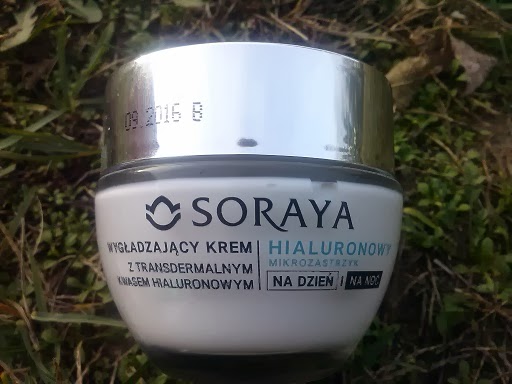 09.2016 B
SORAYA
WYGŁADZAJĄCY KREM
Z TRANSDERMALNYM
KWASEM HIALURONOWYM
HIALURONOWY
MIKROZASTRZYK
NA DZIEŃ I NA NOC